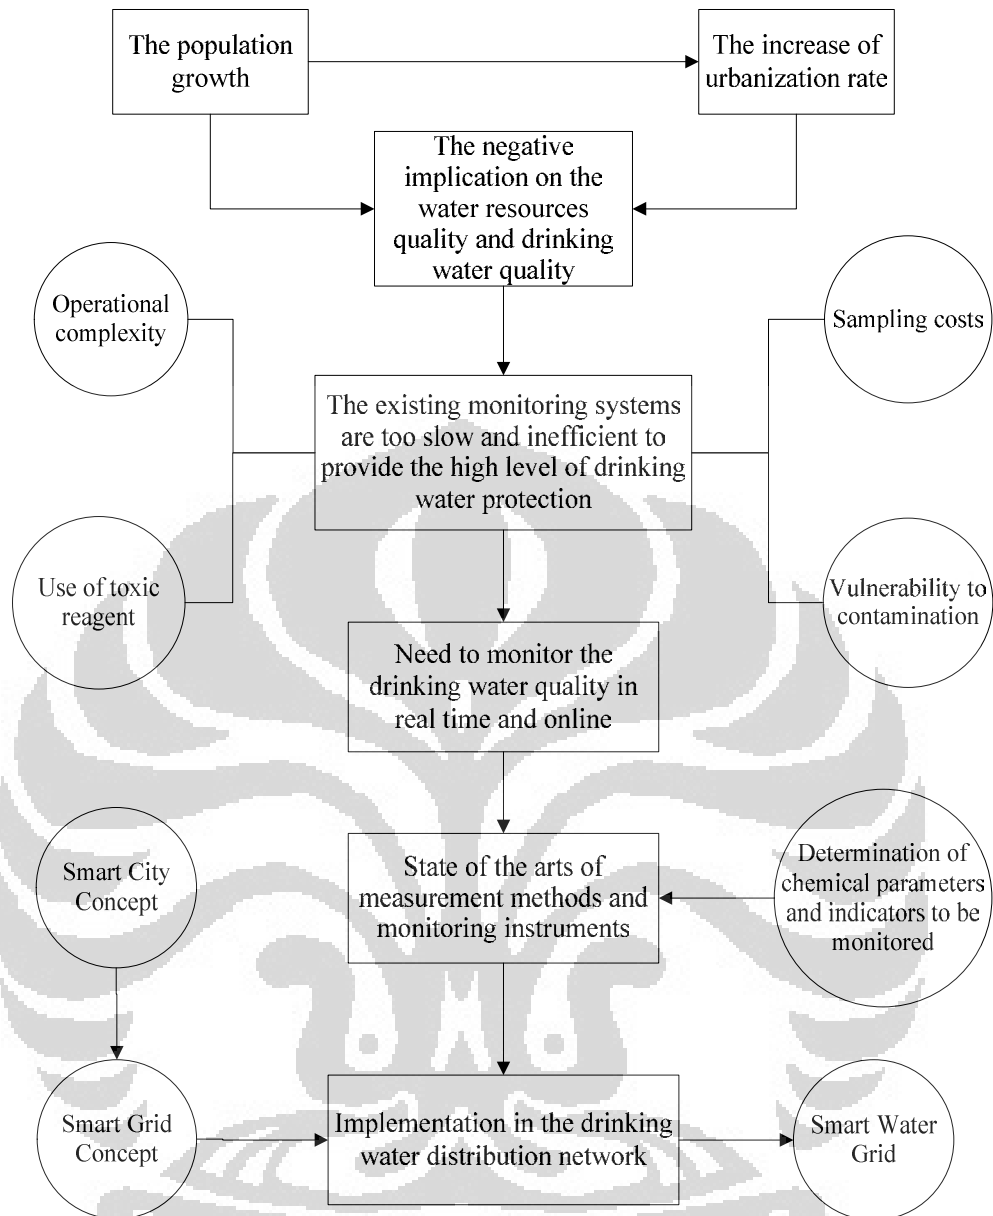 The population
growth
The increase of
urbanization rate
The negative
implication on the
water resources
quality and drinking
water quality
Operational
complexity
Sampling costs
The existing monitoring systems
are too slow and inefficient to
provide the high level of drinking
water protection
Use of toxic
reagent
Vulnerability to
contamination
Need to monitor the
drinking water quality in
real time and online
Smart City
Concept
State of the arts of
measurement methods and
monitoring instruments
Determination of
chemical parameters
and indicators to be
monitored
Smart Grid
Concept
Implementation in the drinking
water distribution network
Smart Water
Grid